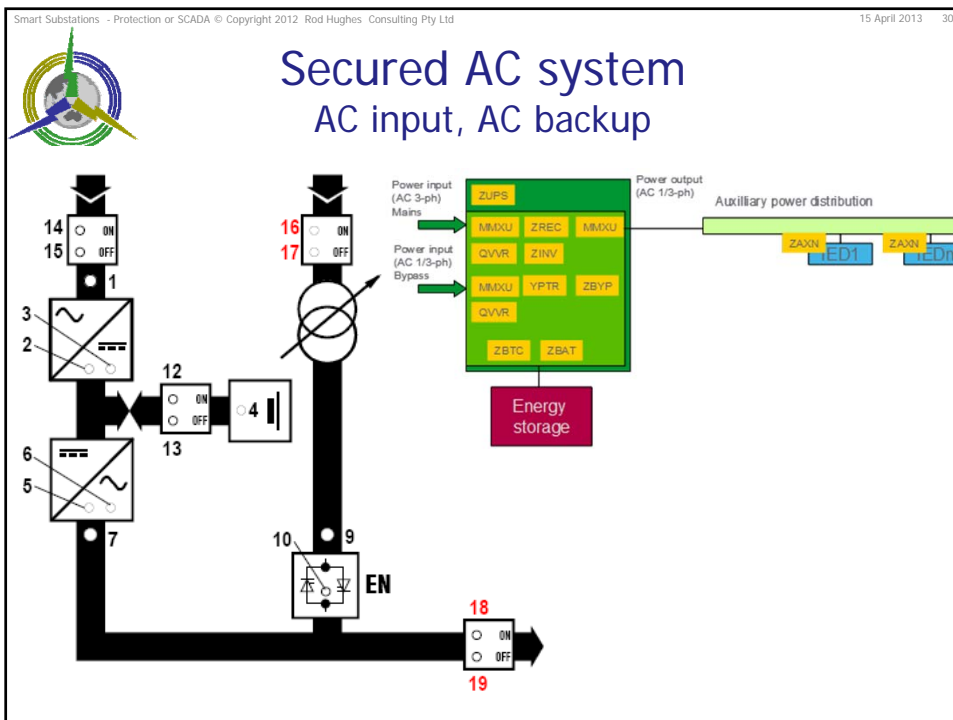 Smart Substations - Protection or SCADA © Copyright 2012 Rod Hughes Consulting Pty Ltd
15 April 2013 30
Secured AC system
AC input, AC backup
14 ON
15 OFF
1
3
2
12 ON
13 OFF
4
6
5
7
16 ON
17 OFF
10
9
EN
18 ON
19 OFF
Power input
(AC 3-ph)
Mains
Power input
(AC 1/3-ph)
Bypass
ZUPS
MMXU ZREC MMXU
QVVR ZINV
MMXU YPTR ZBYP
QVVR
ZBTC ZBAT
Energy
storage
Power output
(AC 1/3-ph)
Auxilliary power distribution
ZAXN ZAXN
IED1 IEDn